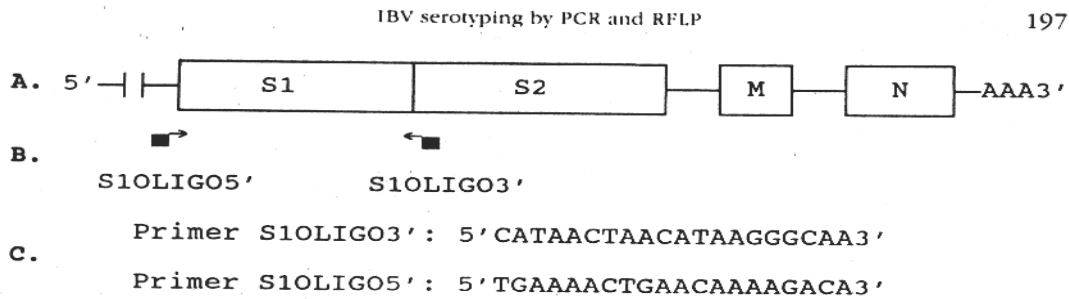 IBV serotyping by PCR and RFLP 197
A. 5' S1 S2 M N AAA3'
B.
S1OLIGO5' S1OLIGO3'
Primer S1OLIGO3': 5'CATAACTAACATAAGGGCAA3'
C.
Primer S1OLIGO5': 5'TGAAAACTGAACAAAAGACA3'